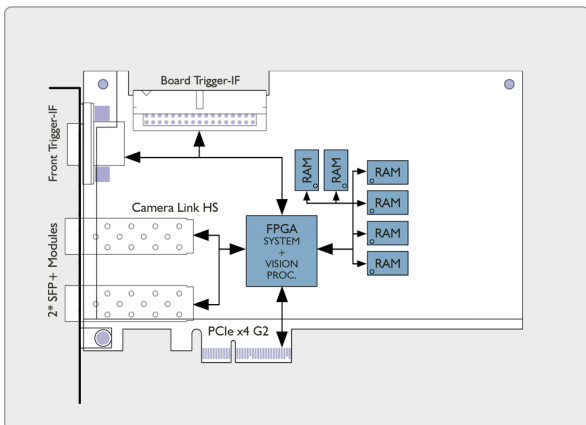 Board Trigger-IF
Front Trigger-IF
RAM
RAM
RAM
RAM
RAM
RAM
Camera Link HS
2* SFP+ Modules
FPGA
SYSTEM
+
VISION
PROC.
PCIe x4 G2